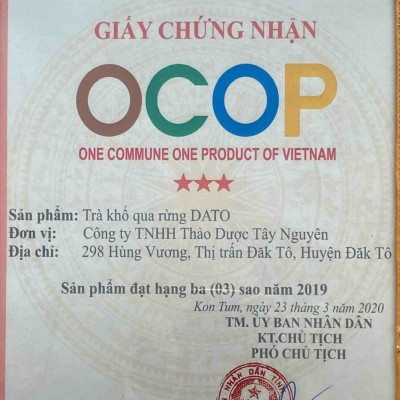 GIẤY CHỨNG NHẬN
OCOP
ONE COMMUNE ONE PRODUCT OF VIETNAM
Sản phẩm: Trà khổ qua rừng DATO
Đơn vị: Công ty TNHH Thảo Dược Tây Nguyên
Địa chỉ: 298 Hùng Vương, Thị trấn Đăk Tô, Huyện Đăk Tô
Sản phẩm đạt hạng ba (03) sao năm 2019
Kon Tum, ngày 23 tháng 3 năm 2020
TM. ỦY BAN NHÂN DÂN
KT.CHỦ TỊCH
PHÓ CHỦ TỊCH
NHÂN DÂN TỈNH